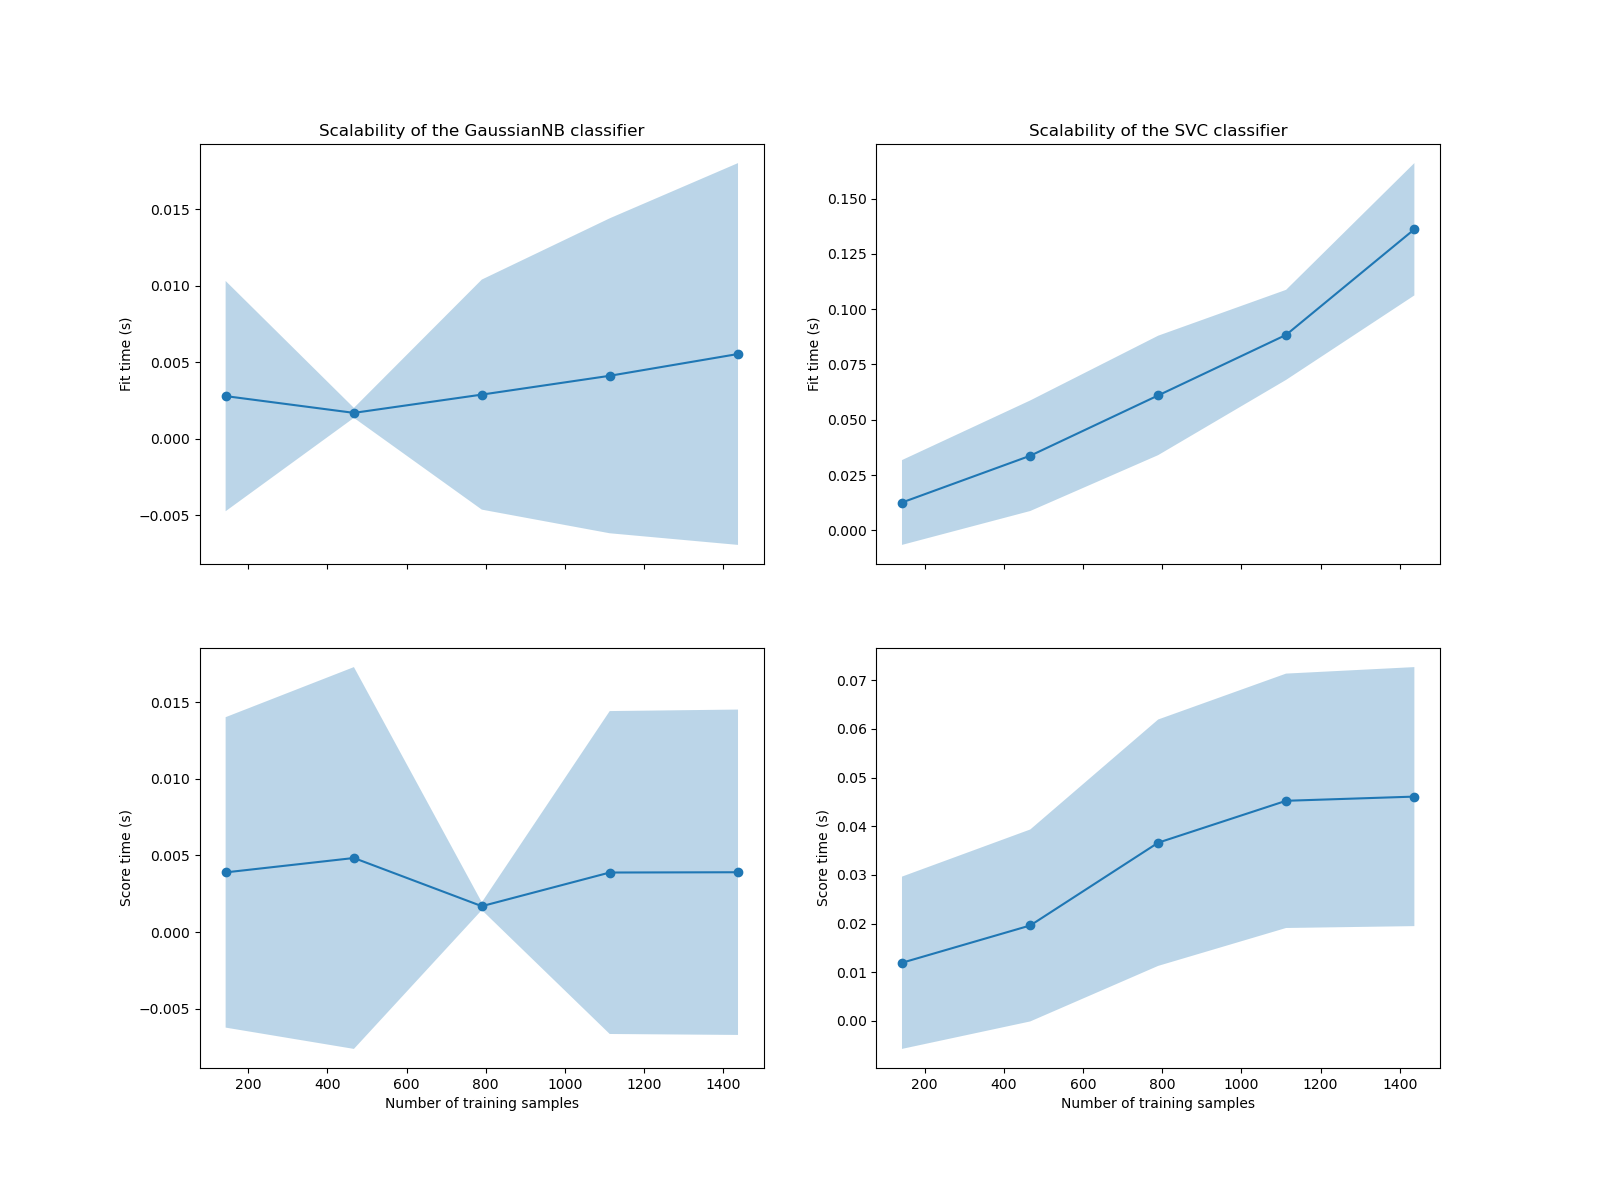 Scalability of the GaussianNB classifier
Fit time (s)
0.015
0.010
0.005
0.000
−0.005
Scalability of the SVC classifier
Fit time (s)
0.150
0.125
0.100
0.075
0.050
0.025
0.000
Score time (s)
0.015
0.010
0.005
0.000
−0.005
200 400 600 800 1000 1200 1400
Number of training samples
Score time (s)
0.07
0.06
0.05
0.04
0.03
0.02
0.01
0.00
200 400 600 800 1000 1200 1400
Number of training samples